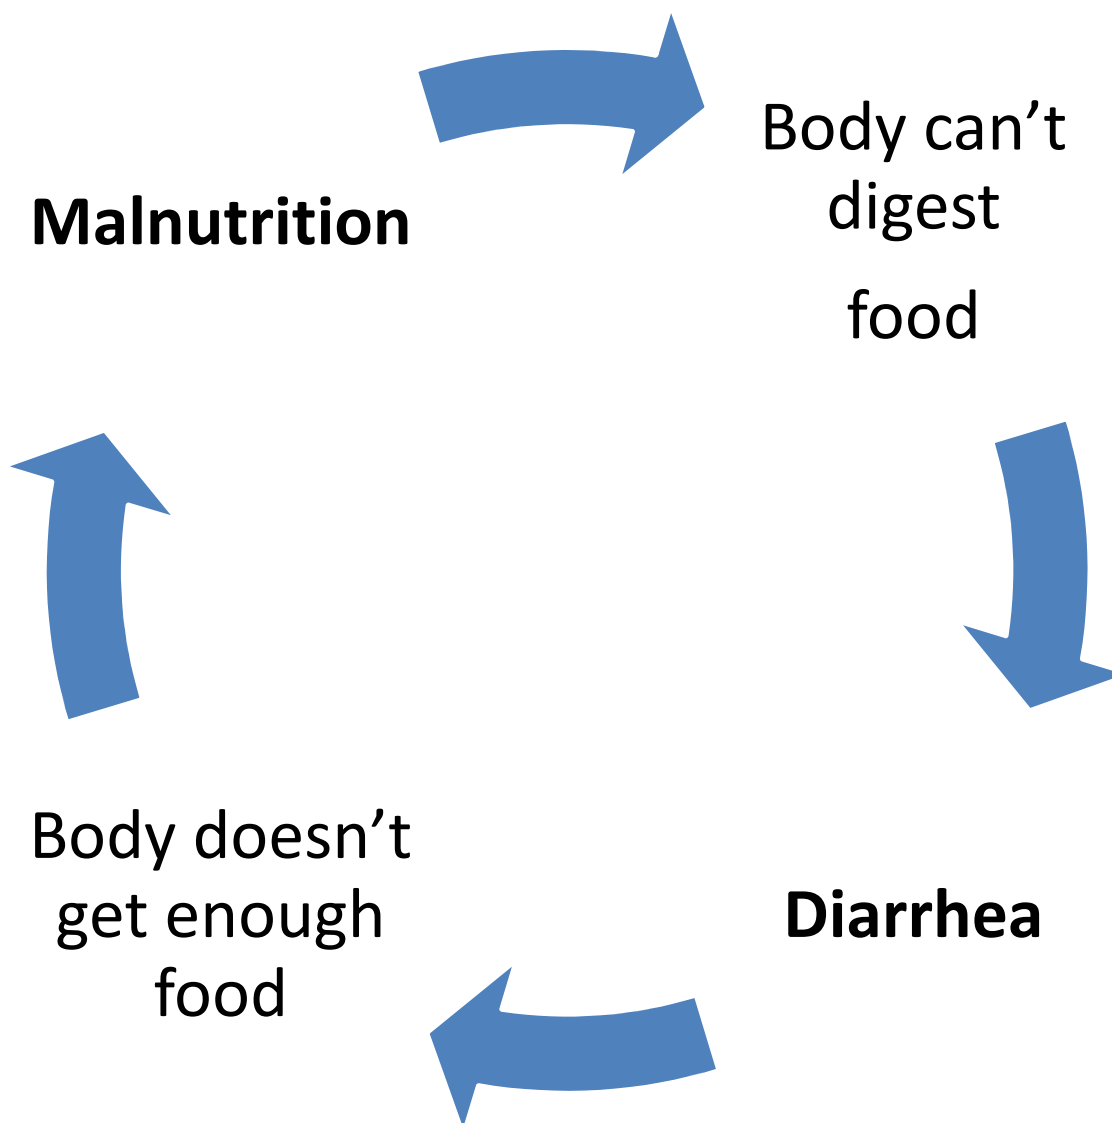 Malnutrition
Body can’t
digest
food
Diarrhea
Body doesn’t
get enough
food